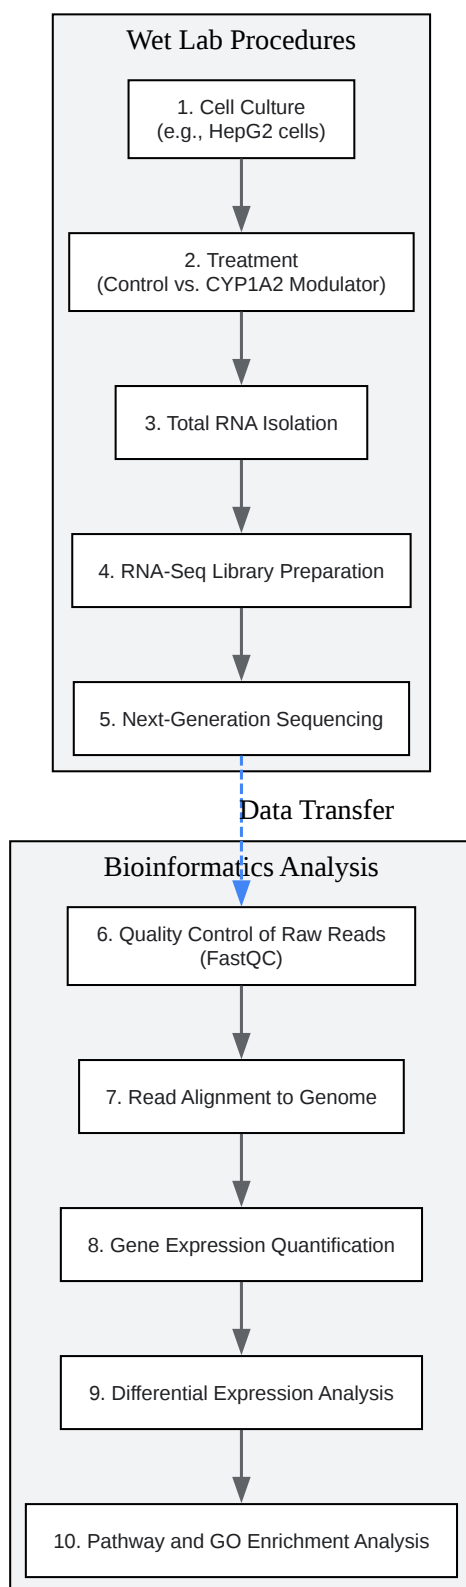 Wet Lab Procedures
1. Cell Culture
(e.g., HepG2 cells)
2. Treatment
(Control vs. CYP1A2 Modulator)
3. Total RNA Isolation
4. RNA-Seq Library Preparation
5. Next-Generation Sequencing
Data Transfer
Bioinformatics Analysis
6. Quality Control of Raw Reads
(FastQC)
7. Read Alignment to Genome
8. Gene Expression Quantification
9. Differential Expression Analysis
10. Pathway and GO Enrichment Analysis